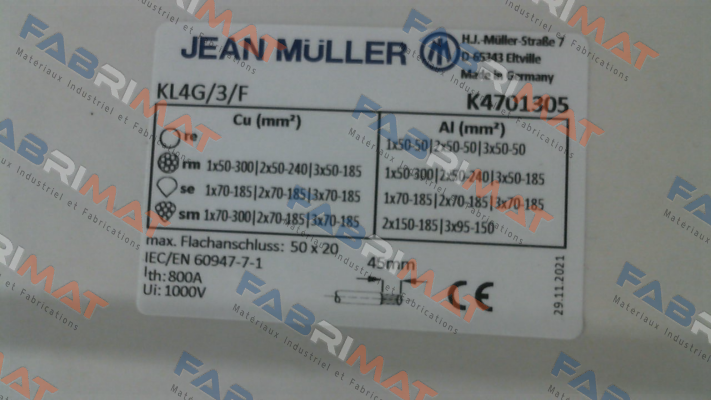 JEAN MÜLLER
H.J.-Müller-Straße 7
D-65343 Eltville
Made in Germany
KL4G/3/F
K4701305
Cu (mm²)
Al (mm²)
re
1x50-50|2x50-50|3x50-50
rm 1x50-300|2x50-240|3x50-185
1x50-300|2x50-240|3x50-185
se 1x70-185|2x70-185|3x70-185
1x70-185|2x70-185|3x70-185
sm 1x70-300|2x70-185|3x70-185
2x150-185|3x95-150
max. Flachanschluss: 50 x 20
IEC/EN 60947-7-1
Ith: 800A
Ui: 1000V
45mm
CE
29.11.2021
FABRIMAT
Materiaux Industriel et Fabrications